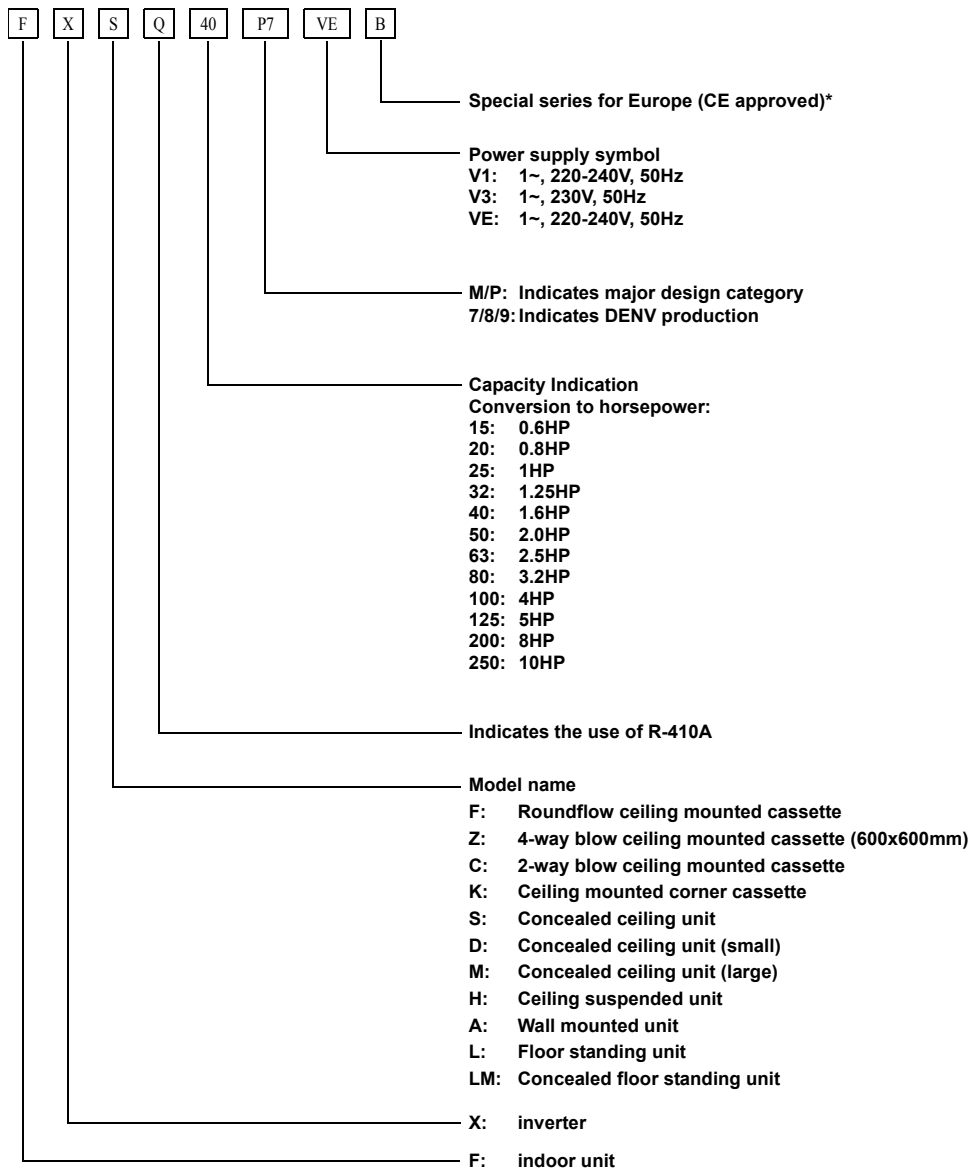 F X S Q 40 P7 VE B
Special series for Europe (CE approved)*
Power supply symbol
V1: 1~, 220-240V, 50Hz
V3: 1~, 230V, 50Hz
VE: 1~, 220-240V, 50Hz
M/P: Indicates major design category
7/8/9: Indicates DENV production
Capacity Indication
Conversion to horsepower:
15: 0.6HP
20: 0.8HP
25: 1HP
32: 1.25HP
40: 1.6HP
50: 2.0HP
63: 2.5HP
80: 3.2HP
100: 4HP
125: 5HP
200: 8HP
250: 10HP
Indicates the use of R-410A
Model name
F: Roundflow ceiling mounted cassette
Z: 4-way blow ceiling mounted cassette (600x600mm)
C: 2-way blow ceiling mounted cassette
K: Ceiling mounted corner cassette
S: Concealed ceiling unit
D: Concealed ceiling unit (small)
M: Concealed ceiling unit (large)
H: Ceiling suspended unit
A: Wall mounted unit
L: Floor standing unit
LM: Concealed floor standing unit
X: inverter
F: indoor unit